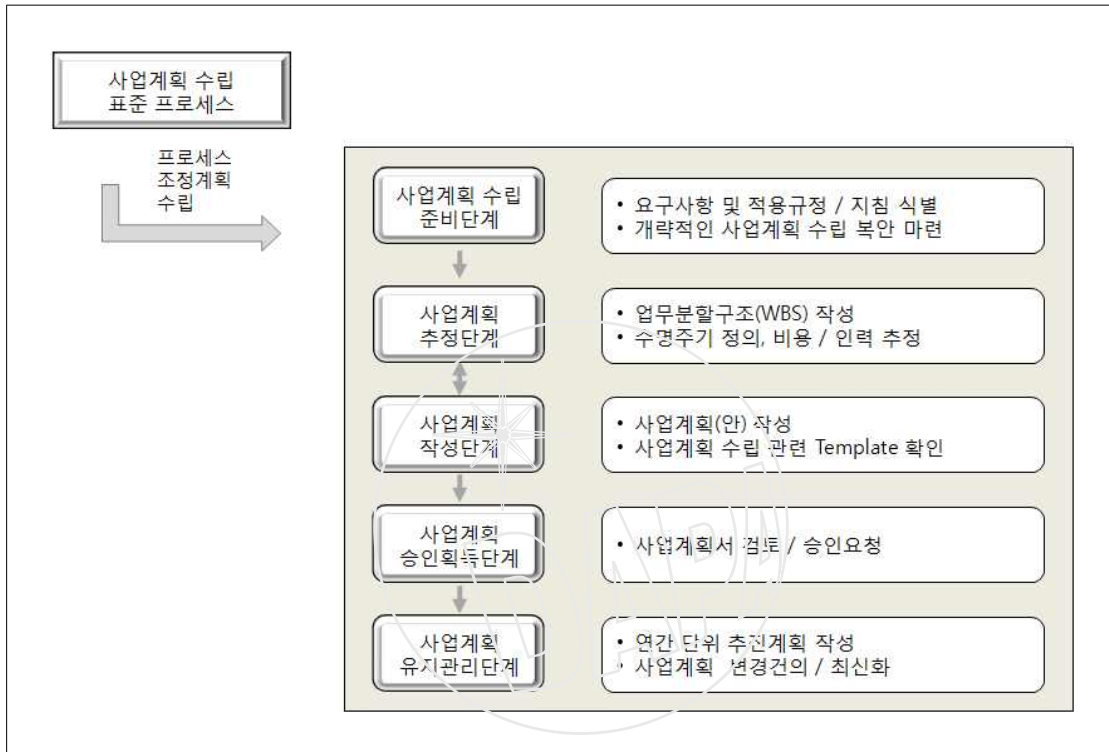 사업계획 수립
표준 프로세스
프로세스
조정계획
수립
사업계획 수립
준비단계
• 요구사항 및 적용규정 / 지침 식별
• 개략적인 사업계획 수립 복안 마련
사업계획
추정단계
• 업무분할구조(WBS) 작성
• 수명주기 정의, 비용 / 인력 추정
사업계획
작성단계
• 사업계획(안) 작성
• 사업계획 수립 관련 Template 확인
사업계획
승인획득단계
• 사업계획서 검토 / 승인요청
사업계획
유지관리단계
• 연간 단위 추진계획 작성
• 사업계획 변경건의 / 최신화
DAPA